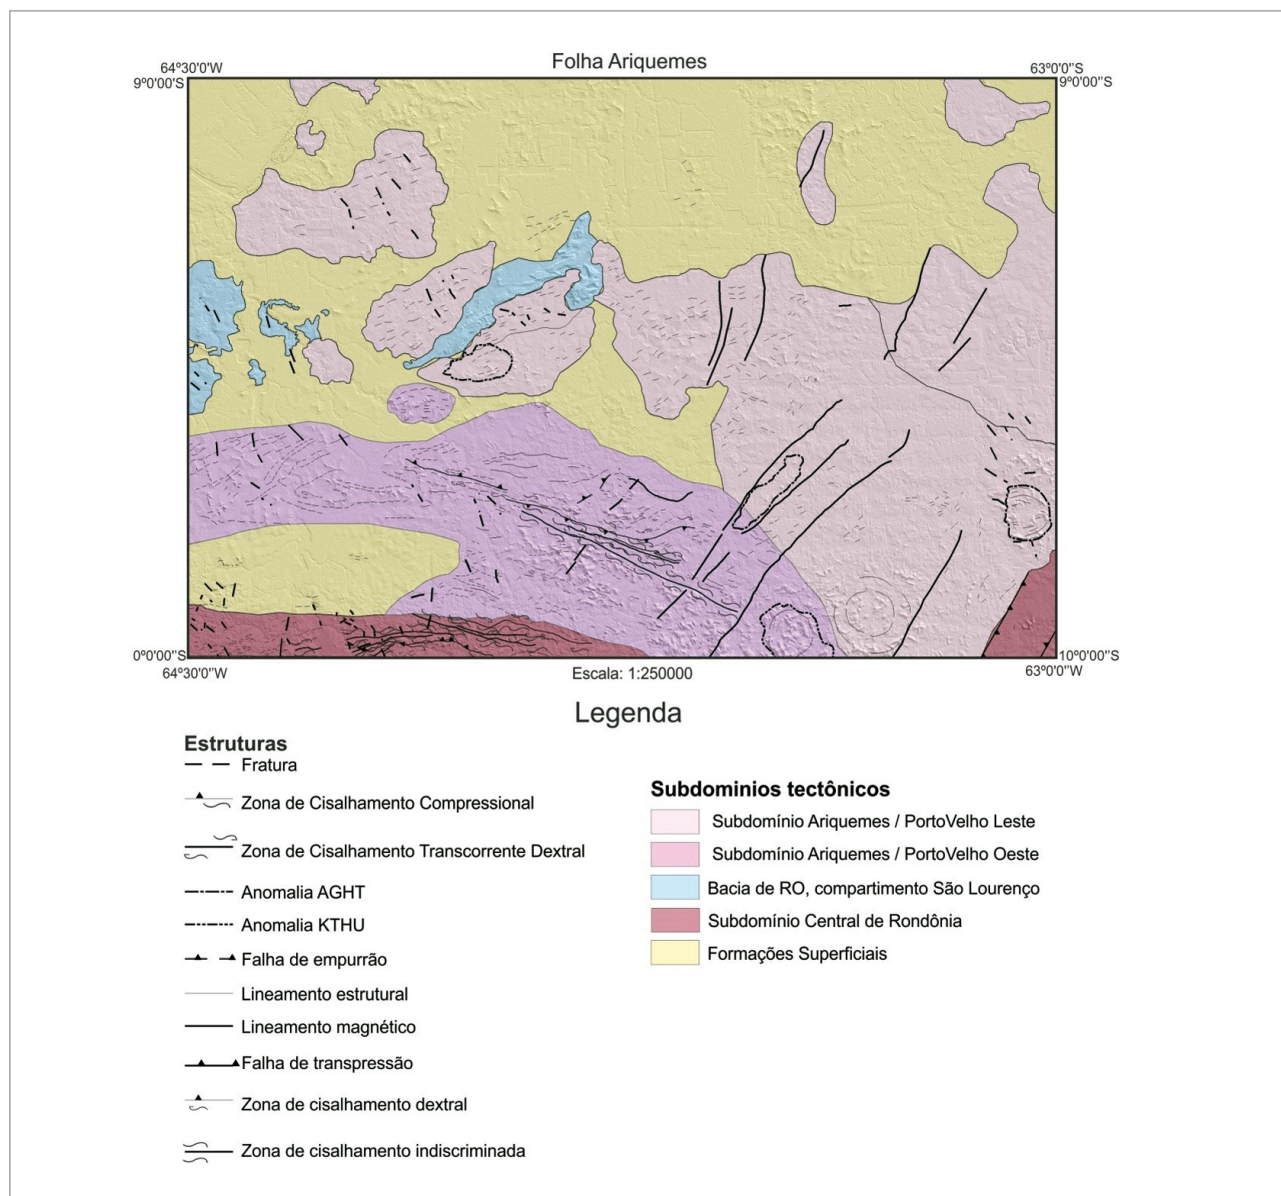 Folha Ariquemes
64°30'0'W
63°0'0"S
9°0'00"S
9°0'00"S
0º0'00"S
10°0'00"S
64°30'0"W
Escala: 1:250000
63º0'0"W
Legenda
Estruturas
Fratura
Zona de Cisalhamento Compressional
Zona de Cisalhamento Transcorrente Dextral
Anomalia AGHT
Anomalia KTHU
Falha de empurrão
Lineamento estrutural
Lineamento magnético
Falha de transpressão
Zona de cisalhamento dextral
Zona de cisalhamento indiscriminada
Subdominios tectônicos
Subdomínio Ariquemes / PortoVelho Leste
Subdomínio Ariquemes / PortoVelho Oeste
Bacia de RO, compartimento São Lourenço
Subdomínio Central de Rondônia
Formações Superficiais